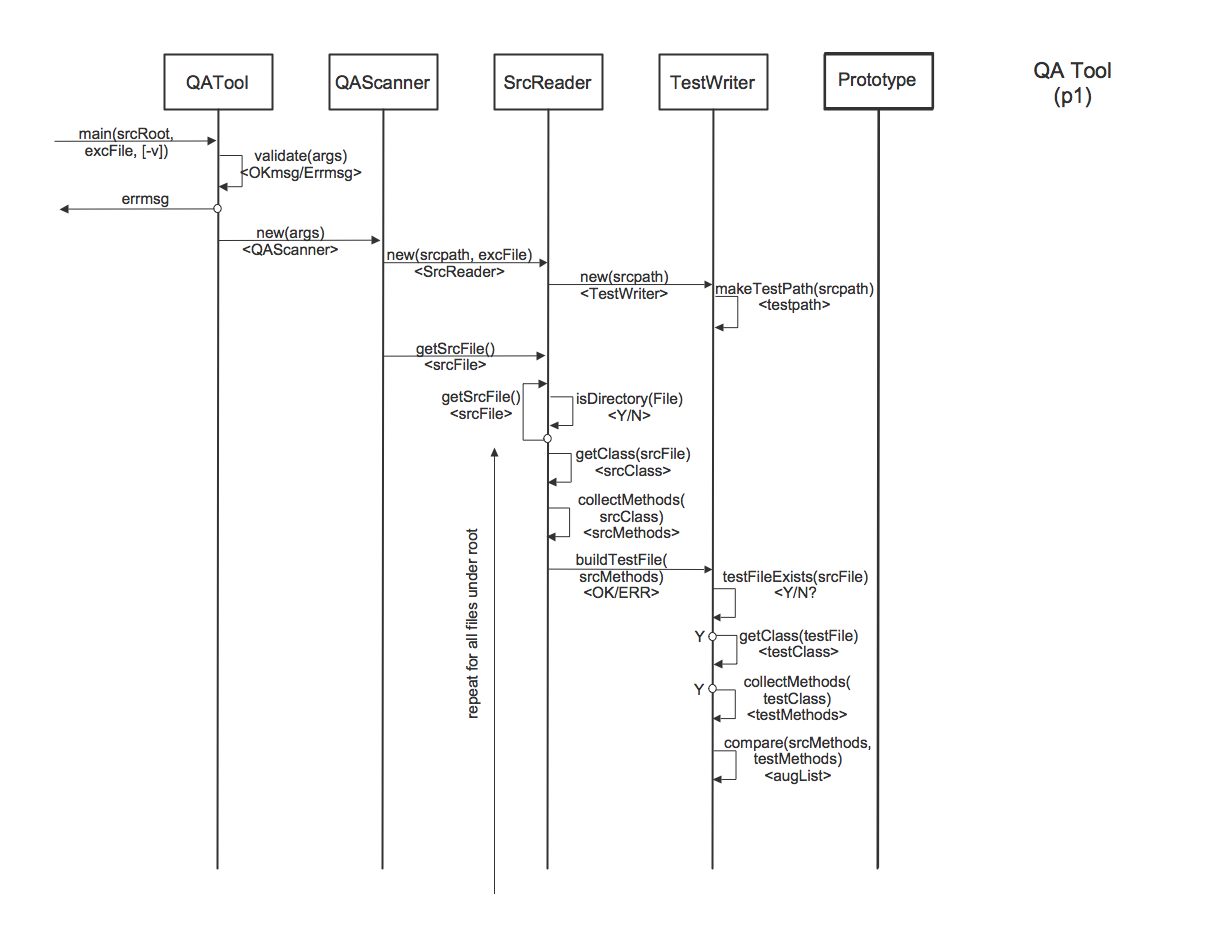 QATool
QAScanner
SrcReader
TestWriter
Prototype
QA Tool
(p1)
main(srcRoot,
excFile, [-v])
validate(args)
<OKmsg/Errmsg>
errmsg
new(args)
<QAScanner>
new(srcpath, excFile)
<SrcReader>
new(srcpath)
<TestWriter>
makeTestPath(srcpath)
<testpath>
getSrcFile()
<srcFile>
getSrcFile()
<srcFile>
isDirectory(File)
<Y/N>
getClass(srcFile)
<srcClass>
collectMethods(
srcClass)
<srcMethods>
repeat for all files under root
buildTestFile(
srcMethods)
<OK/ERR>
testFileExists(srcFile)
<Y/N?
Y
getClass(testFile)
<testClass>
Y
collectMethods(
testClass)
<testMethods>
compare(srcMethods,
testMethods)
<augList>